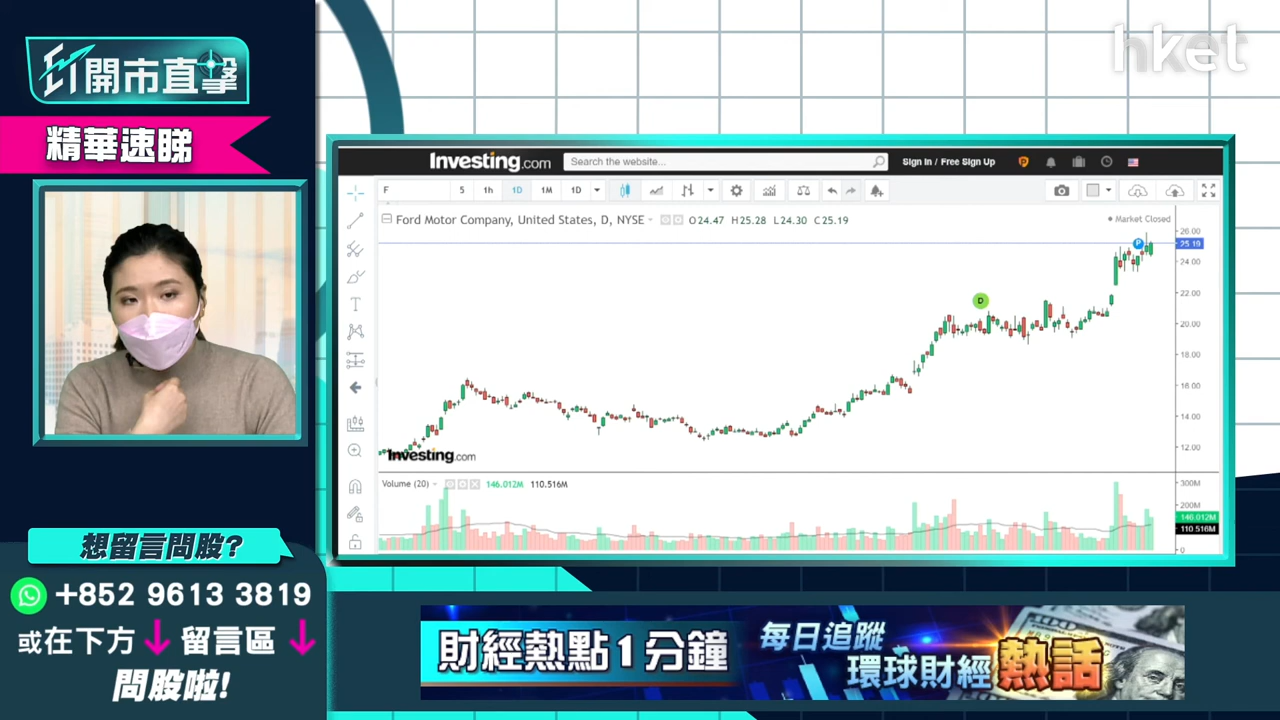 ET開市直擊
精華速睇
hket
Investing.com
Search the website...
Sign In / Free Sign Up
F
5
1h
1D
1M
1D
Ford Motor Company, United States, D, NYSE
O24.47 H25.28 L24.30 C25.19
Market Closed
26.00
25.19
24.00
22.00
20.00
18.00
16.00
14.00
12.00
P
D
T
Investing.com
Volume (20)
146.012M
110.516M
300M
200M
146.012M
110.516M
0
想留言問股?
+852 9613 3819
或在下方↓留言區↓
問股啦!
財經熱點1分鐘
每日追蹤
環球財經熱話